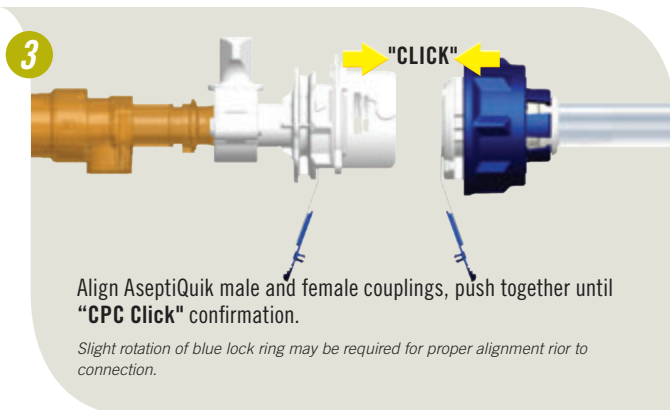 3
"CLICK"
Align AseptiQuik male and female couplings, push together until
“CPC Click" confirmation.
Slight rotation of blue lock ring may be required for proper alignment rior to
connection.